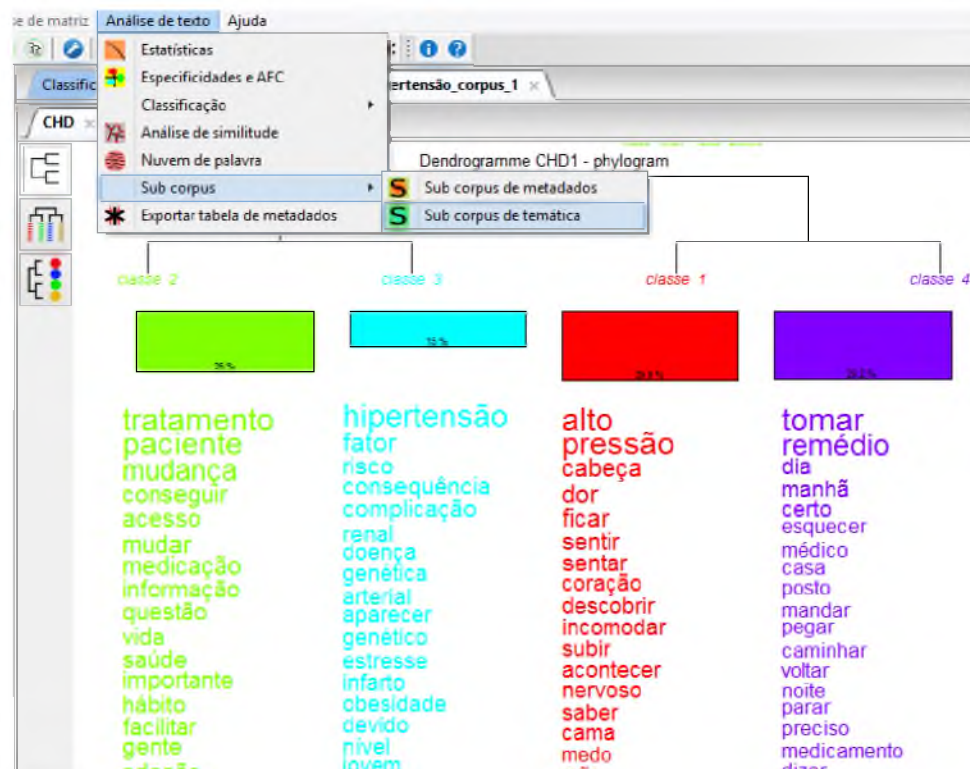 se de matriz Análise de texto Ajuda
Estatísticas
Especificidades e AFC
Classificação
Análise de similitude
Nuvem de palavra
Sub corpus
Exportar tabela de metadados
Sub corpus de metadados
Sub corpus de temática
Classific
ertensão_corpus_1
CHD
Dendrogramme CHD1 - phylogram
classe 2
classe 3
classe 1
classe 4
15 %
tratamento
paciente
mudança
conseguir
acesso
mudar
medicação
informação
questão
vida
saúde
importante
hábito
facilitar
gente
hipertensão
fator
risco
consequência
complicação
renal
doença
genética
arterial
aparecer
genético
estresse
infarto
obesidade
devido
nível
jovem
alto
pressão
cabeça
dor
ficar
sentir
sentar
coração
descobrir
incomodar
subir
acontecer
nervoso
saber
cama
medo
tomar
remédio
dia
manhã
certo
esquecer
médico
casa
posto
mandar
pegar
caminhar
voltar
noite
parar
preciso
medicamento
dizer